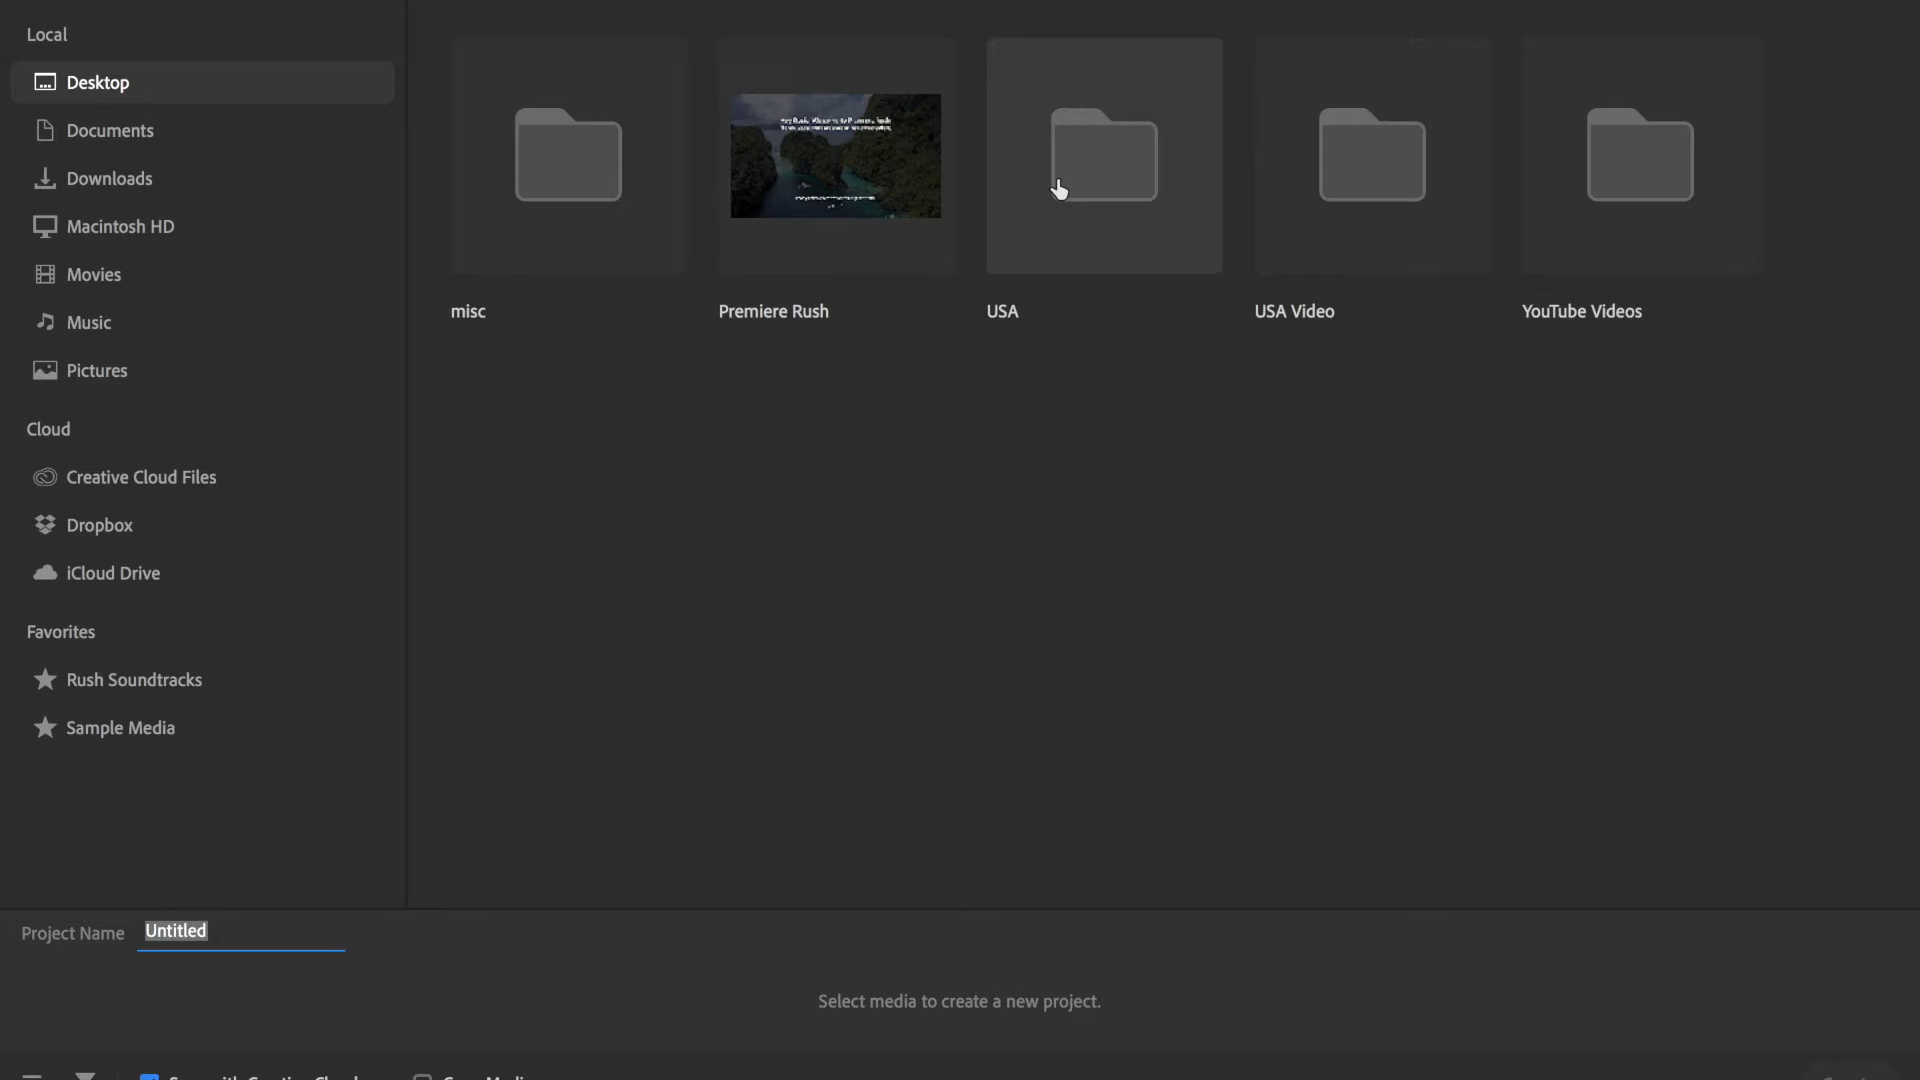 Local
Desktop
Documents
Downloads
Macintosh HD
Movies
Music
Pictures
Cloud
Creative Cloud Files
Dropbox
iCloud Drive
Favorites
Rush Soundtracks
Sample Media
misc
Premiere Rush
USA
USA Video
YouTube Videos
Project Name Untitled
Select media to create a new project.